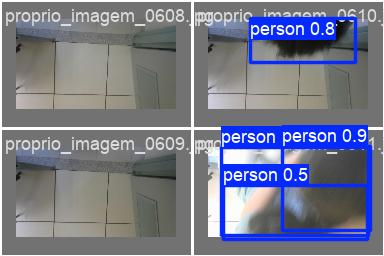 proprio_imagem_0608.j
proprio_imagem_0610.
person 0.8
proprio_imagem_0609.j
person
person 0.9
person 0.5